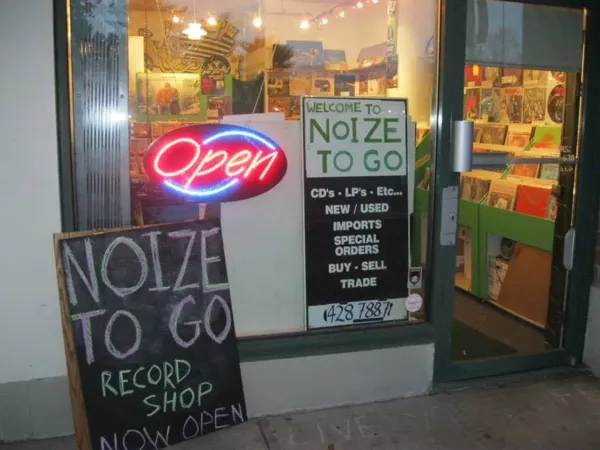 Open
WELCOME TO
NOIZE
TO GO
CD's - LP's - Etc...
NEW / USED
IMPORTS
SPECIAL
ORDERS
BUY - SELL
TRADE
428 7887
NOIZE
TO GO
RECORD
SHOP
NOW OPEN
LIVE